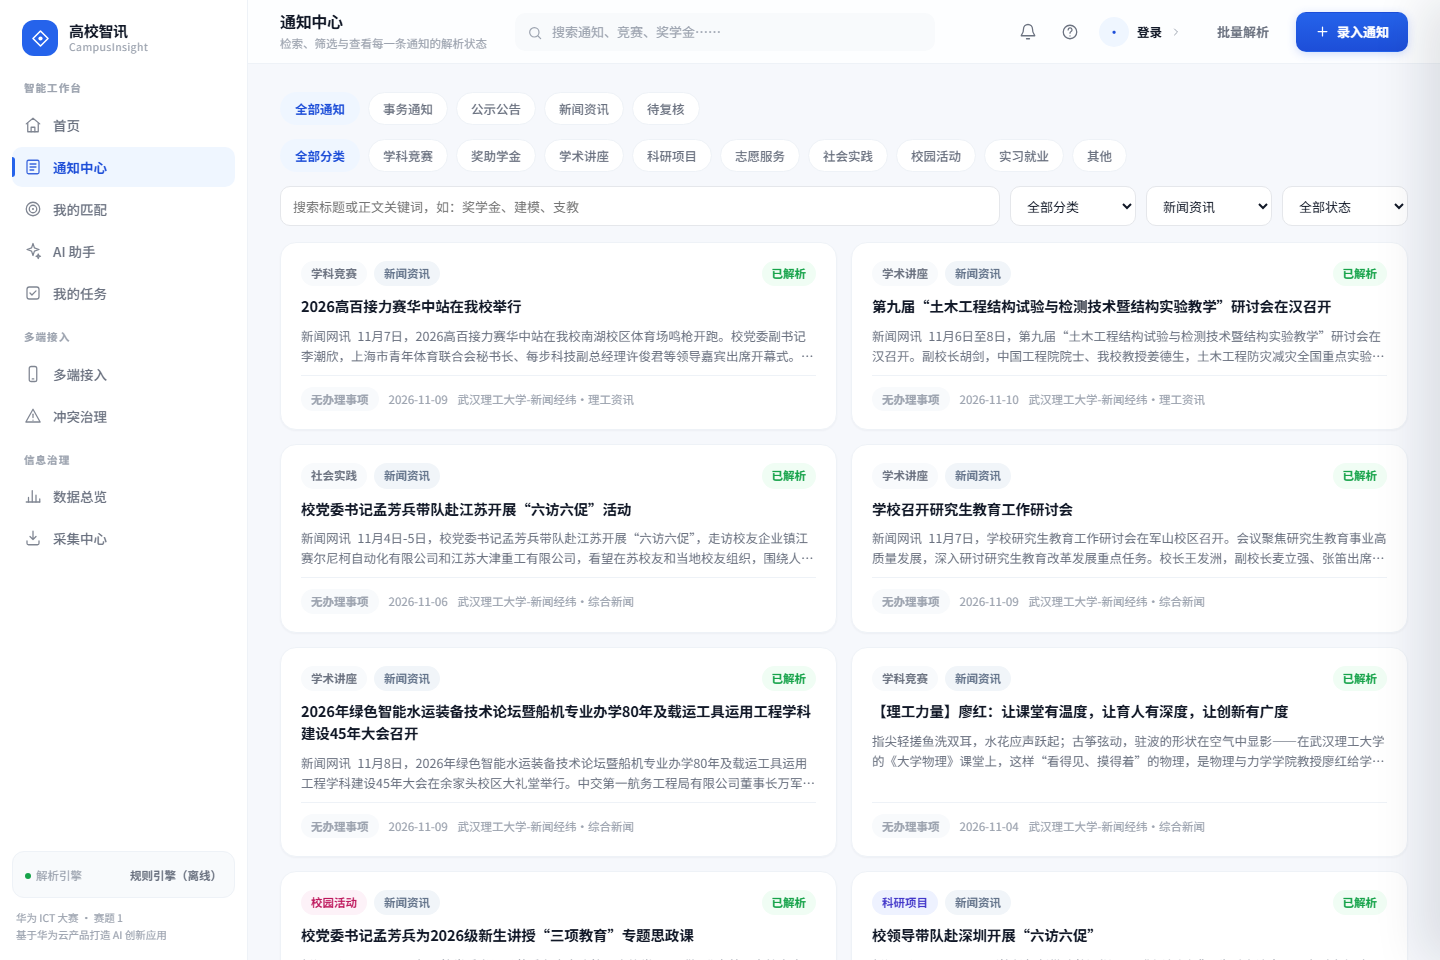 高校智讯
CampusInsight
智能工作台
首页
通知中心
我的匹配
AI 助手
我的任务
多端接入
多端接入
冲突治理
信息治理
数据总览
采集中心
解析引擎 规则引擎（离线）
华为 ICT 大赛 · 赛题 1
基于华为云产品打造 AI 创新应用
通知中心
检索、筛选与查看每一条通知的解析状态
搜索通知、竞赛、奖学金……
登录
批量解析
录入通知
全部通知 事务通知 公示公告 新闻资讯 待复核
全部分类 学科竞赛 奖助学金 学术讲座 科研项目 志愿服务 社会实践 校园活动 实习就业 其他
搜索标题或正文关键词，如：奖学金、建模、支教
全部分类 新闻资讯 全部状态
学科竞赛 新闻资讯 已解析
2026高百接力赛华中站在我校举行
新闻网讯 11月7日，2026高百接力赛华中站在我校南湖校区体育场鸣枪开跑。校党委副书记
李潮欣，上海市青年体育联合会秘书长、每步科技副总经理许俊君等领导嘉宾出席开幕式。…
无办理事项 2026-11-09 武汉理工大学-新闻经纬・理工资讯
学术讲座 新闻资讯 已解析
第九届“土木工程结构试验与检测技术暨结构实验教学”研讨会在汉召开
新闻网讯 11月6日至8日，第九届“土木工程结构试验与检测技术暨结构实验教学”研讨会在
汉召开。副校长胡剑，中国工程院院士、我校教授姜德生，土木工程防灾减灾全国重点实验…
无办理事项 2026-11-10 武汉理工大学-新闻经纬・理工资讯
社会实践 新闻资讯 已解析
校党委书记孟芳兵带队赴江苏开展“六访六促”活动
新闻网讯 11月4日-5日，校党委书记孟芳兵带队赴江苏开展“六访六促”，走访校友企业镇江
赛尔尼柯自动化有限公司和江苏大津重工有限公司，看望在苏校友和当地校友组织，围绕人…
无办理事项 2026-11-06 武汉理工大学-新闻经纬・综合新闻
学术讲座 新闻资讯 已解析
学校召开研究生教育工作研讨会
新闻网讯 11月7日，学校研究生教育工作研讨会在军山校区召开。会议聚焦研究生教育事业高
质量发展，深入研讨研究生教育改革发展重点任务。校长王发洲，副校长麦立强、张笛出席…
无办理事项 2026-11-09 武汉理工大学-新闻经纬・综合新闻
学术讲座 新闻资讯 已解析
2026年绿色智能水运装备技术论坛暨船机专业办学80年及载运工具运用工程学科
建设45年大会召开
新闻网讯 11月8日，2026年绿色智能水运装备技术论坛暨船机专业办学80年及载运工具运用
工程学科建设45年大会在余家头校区大礼堂举行。中交第一航务工程局有限公司董事长万军…
无办理事项 2026-11-09 武汉理工大学-新闻经纬・综合新闻
学科竞赛 新闻资讯 已解析
【理工力量】廖红：让课堂有温度，让育人有深度，让创新有广度
指尖轻搓鱼洗双耳，水花应声跃起；古筝弦动，驻波的形状在空气中显影——在武汉理工大学
的《大学物理》课堂上，这样“看得见、摸得着”的物理，是物理与力学学院教授廖红给学…
无办理事项 2026-11-04 武汉理工大学-新闻经纬・综合新闻
校园活动 新闻资讯 已解析
校党委书记孟芳兵为2026级新生讲授“三项教育”专题思政课
科研项目 新闻资讯 已解析
校领导带队赴深圳开展“六访六促”